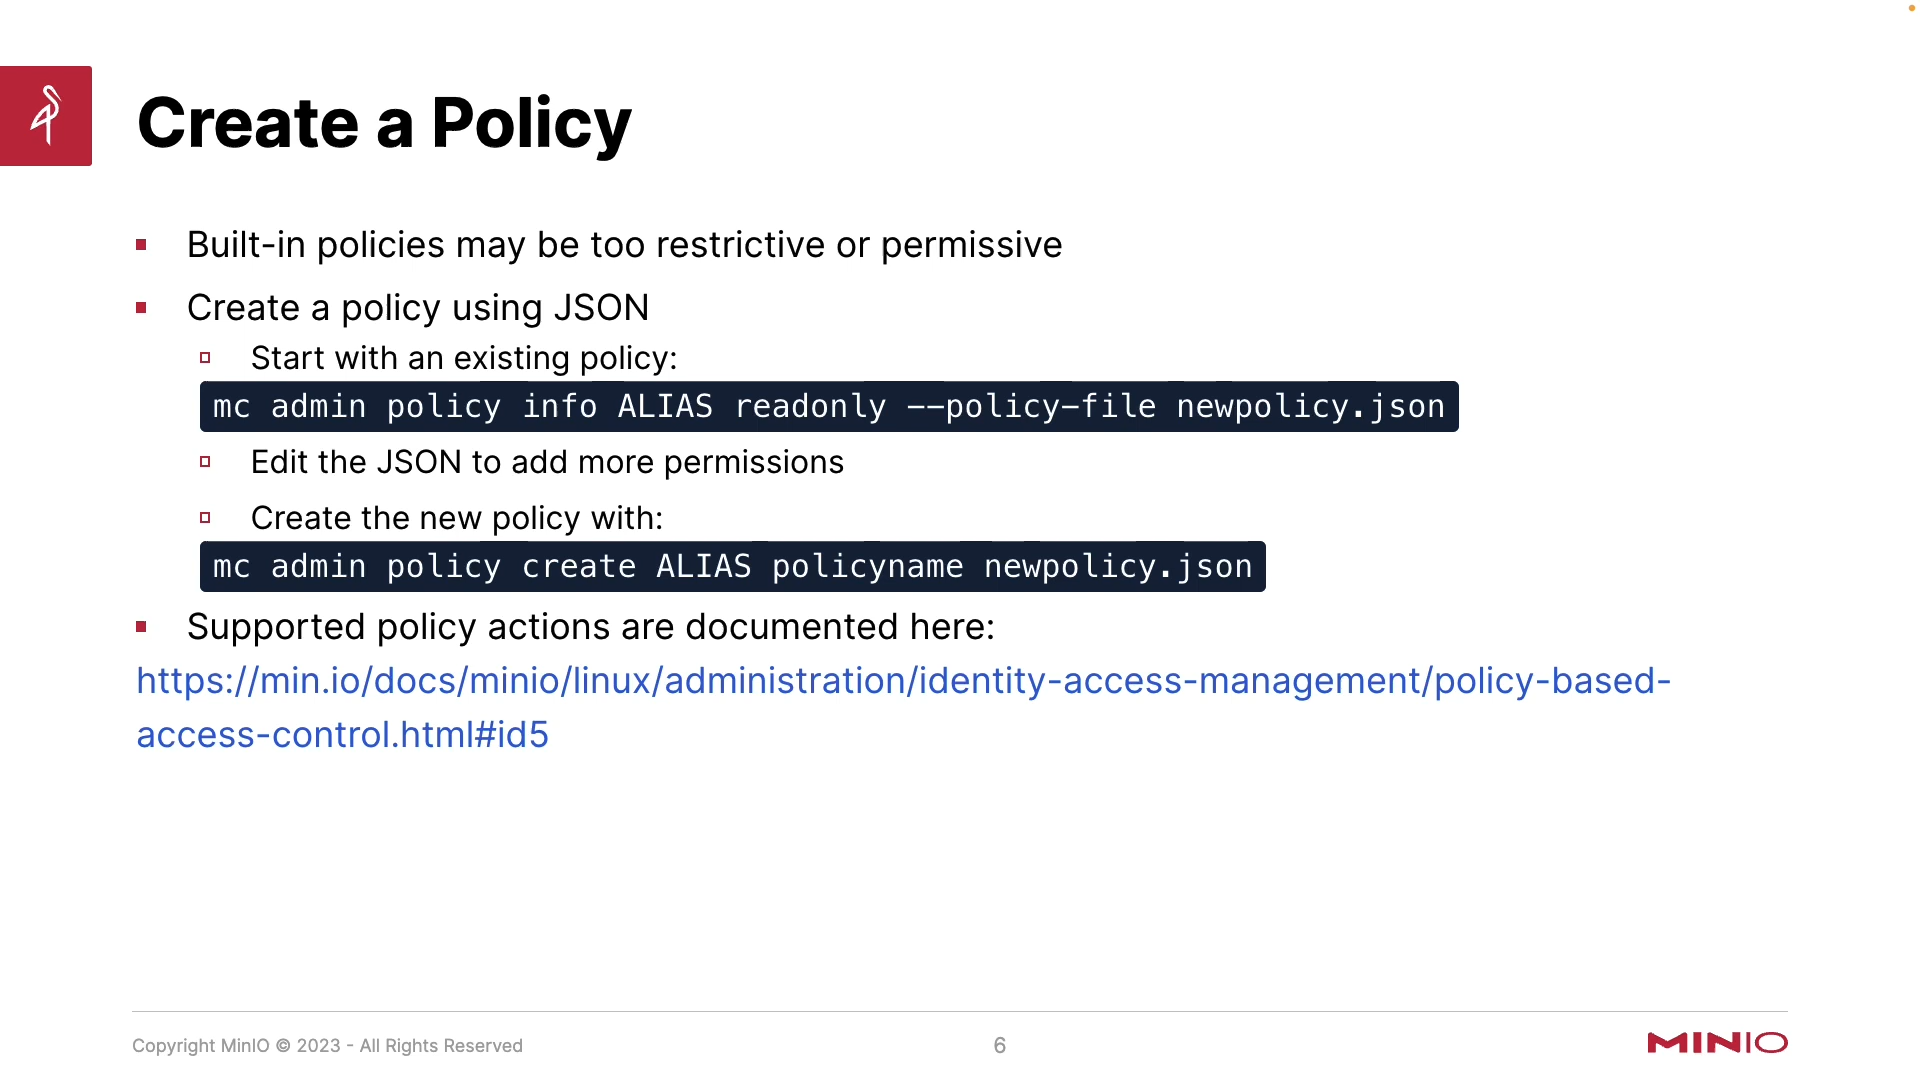 Create a Policy
Built-in policies may be too restrictive or permissive
Create a policy using JSON
Start with an existing policy:
mc admin policy info ALIAS readonly --policy-file newpolicy.json
Edit the JSON to add more permissions
Create the new policy with:
mc admin policy create ALIAS policyname newpolicy.json
Supported policy actions are documented here:
https://min.io/docs/minio/linux/administration/identity-access-management/policy-based-
access-control.html#id5
Copyright MinIO © 2023 - All Rights Reserved
6
MINIO